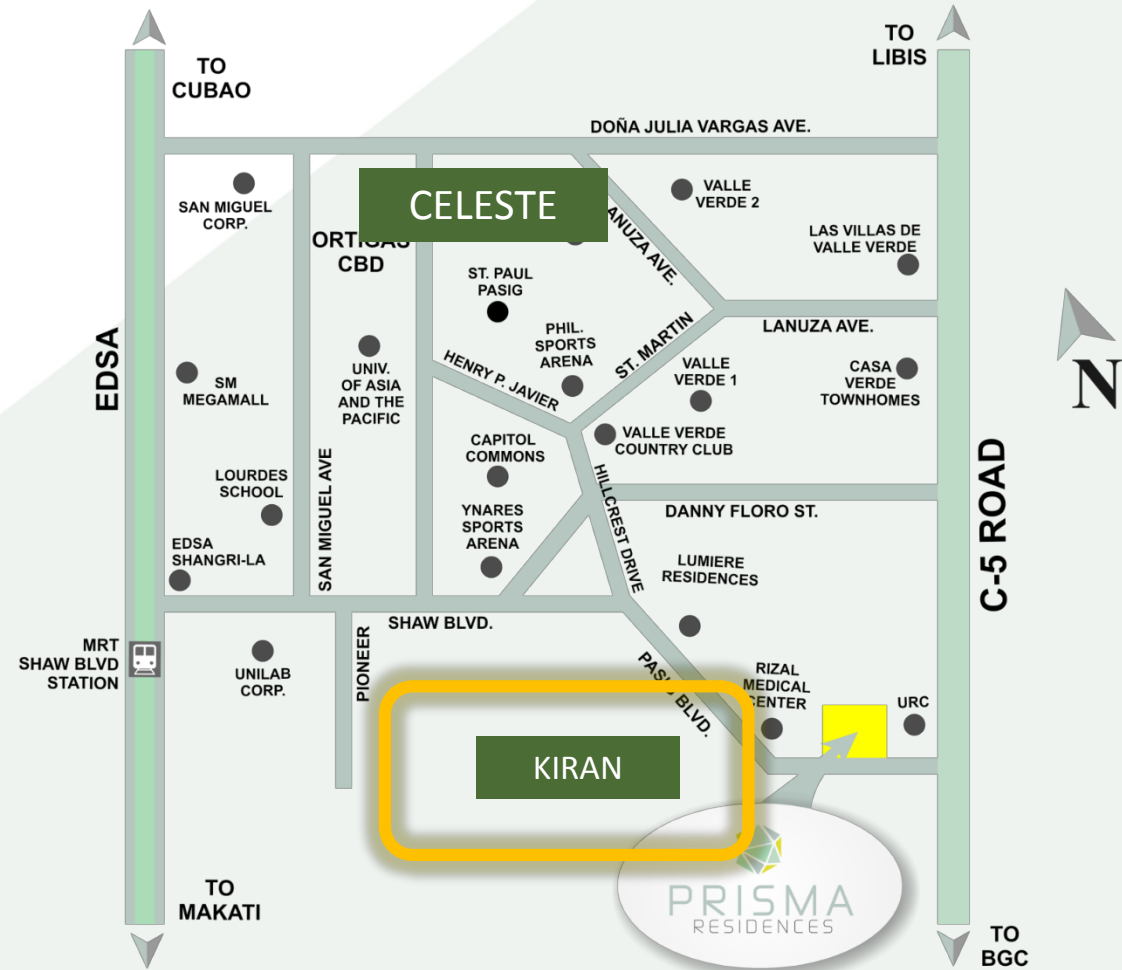 TO
CUBAO
TO
LIBIS
DOÑA JULIA VARGAS AVE.
SAN MIGUEL
CORP.
CELESTE
VALLE
VERDE 2
ANUZA AVE.
LAS VILLAS DE
VALLE VERDE
ORTIGAS
CBD
ST. PAUL
PASIG
EDSA
PHIL.
SPORTS
ARENA
ST. MARTIN
LANUZA AVE.
N
SM
MEGAMALL
UNIV.
OF ASIA
AND THE
PACIFIC
HENRY P. JAVIER
VALLE
VERDE 1
CASA
VERDE
TOWNHOMES
CAPITOL
COMMONS
VALLE VERDE
COUNTRY CLUB
LOURDES
SCHOOL
SAN MIGUEL AVE
YNARES
SPORTS
ARENA
HILLCREST DRIVE
DANNY FLORO ST.
C-5 ROAD
EDSA
SHANGRI-LA
LUMIERE
RESIDENCES
SHAW BLVD.
MRT
SHAW BLVD
STATION
UNILAB
CORP.
PIONEER
PASIG BLVD.
RIZAL
MEDICAL
CENTER
URC
KIRAN
TO
MAKATI
PRISMA
RESIDENCES
TO
BGC